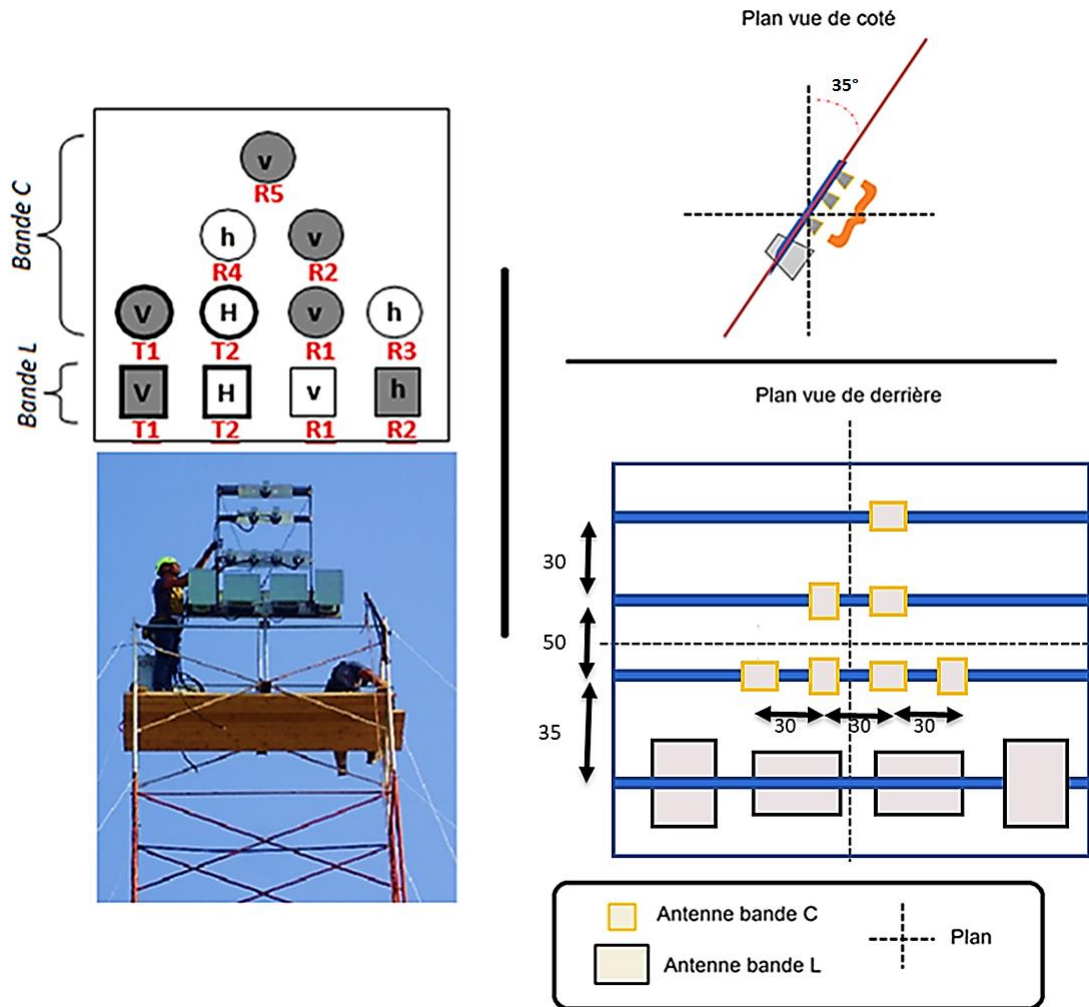 Bande C
v
R5
h v
R4 R2
V H v h
T1 T2 R1 R3
Bande L
V H v h
T1 T2 R1 R2
Plan vue de coté
35°
Plan vue de derrière
30
50
35
30 30 30
Antenne bande C
Antenne bande L
Plan